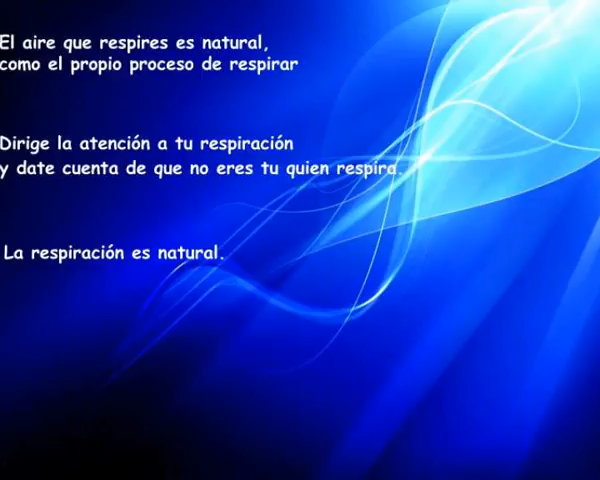 El aire que respires es natural,
como el propio proceso de respirar
Dirige la atención a tu respiración
y date cuenta de que no eres tu quien respira.
La respiración es natural.